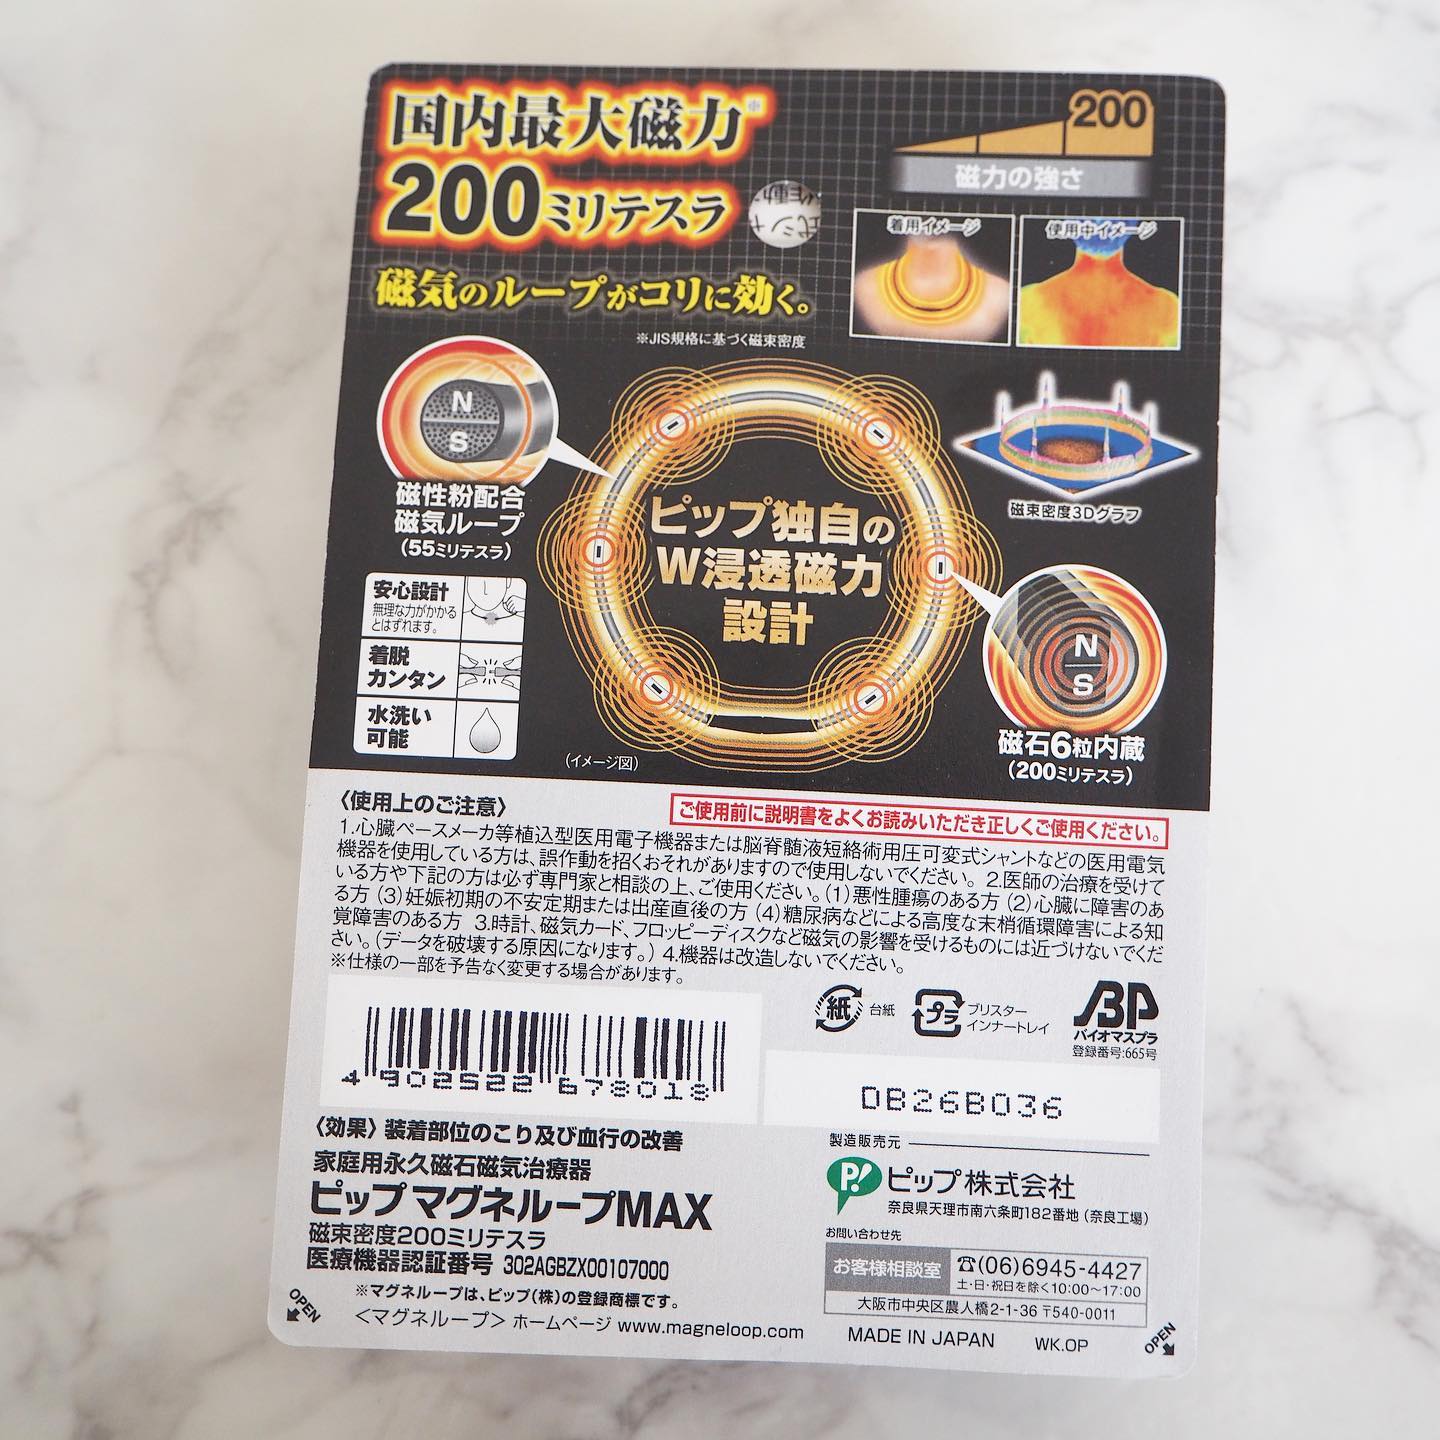 国内最大磁力※
200ミリテスラ
磁気のループがコリに効く。
※JIS規格に基づく磁束密度
200
磁力の強さ
着用イメージ
使用中イメージ
N
S
磁性粉配合
磁気ループ
(55ミリテスラ)
磁束密度3Dグラフ
ピップ独自の
W浸透磁力
設計
安心設計
無理な力がかかる
とはずれます。
着脱
カンタン
水洗い
可能
N
S
磁石6粒内蔵
(200ミリテスラ)
(イメージ図)
〈使用上のご注意〉
ご使用前に説明書をよくお読みいただき正しくご使用ください。
1.心臓ペースメーカ等植込型医用電子機器または脳脊髄液短絡術用圧可変式シャントなどの医用電気
機器を使用している方は、誤作動を招くおそれがありますので使用しないでください。 2.医師の治療を受けて
いる方や下記の方は必ず専門家と相談の上、ご使用ください。(1)悪性腫瘍のある方 (2)心臓に障害のあ
る方 (3)妊娠初期の不安定期または出産直後の方 (4)糖尿病などによる高度な末梢循環障害による知
覚障害のある方 3.時計、磁気カード、フロッピーディスクなど磁気の影響を受けるものには近づけないでくだ
さい。(データを破壊する原因になります。) 4.機器は改造しないでください。
※仕様の一部を予告なく変更する場合があります。
紙 台紙
プラ ブリスター
インナートレイ
BP
バイオマスプラ
登録番号:665号
4 902522 678018
DB26B036
〈効果〉装着部位のこり及び血行の改善
家庭用永久磁石磁気治療器
ピップ マグネループMAX
磁束密度200ミリテスラ
医療機器認証番号 302AGBZX00107000
※マグネループは、ピップ(株)の登録商標です。
<マグネループ> ホームページ www.magneloop.com
製造販売元
P! ピップ株式会社
奈良県天理市南六条町182番地 (奈良工場)
お問い合わせ先
お客様相談室
☎(06)6945-4427
土・日・祝日を除く10:00〜17:00
大阪市中央区農人橋2-1-36 〒540-0011
MADE IN JAPAN WK.OP
OPEN
OPEN